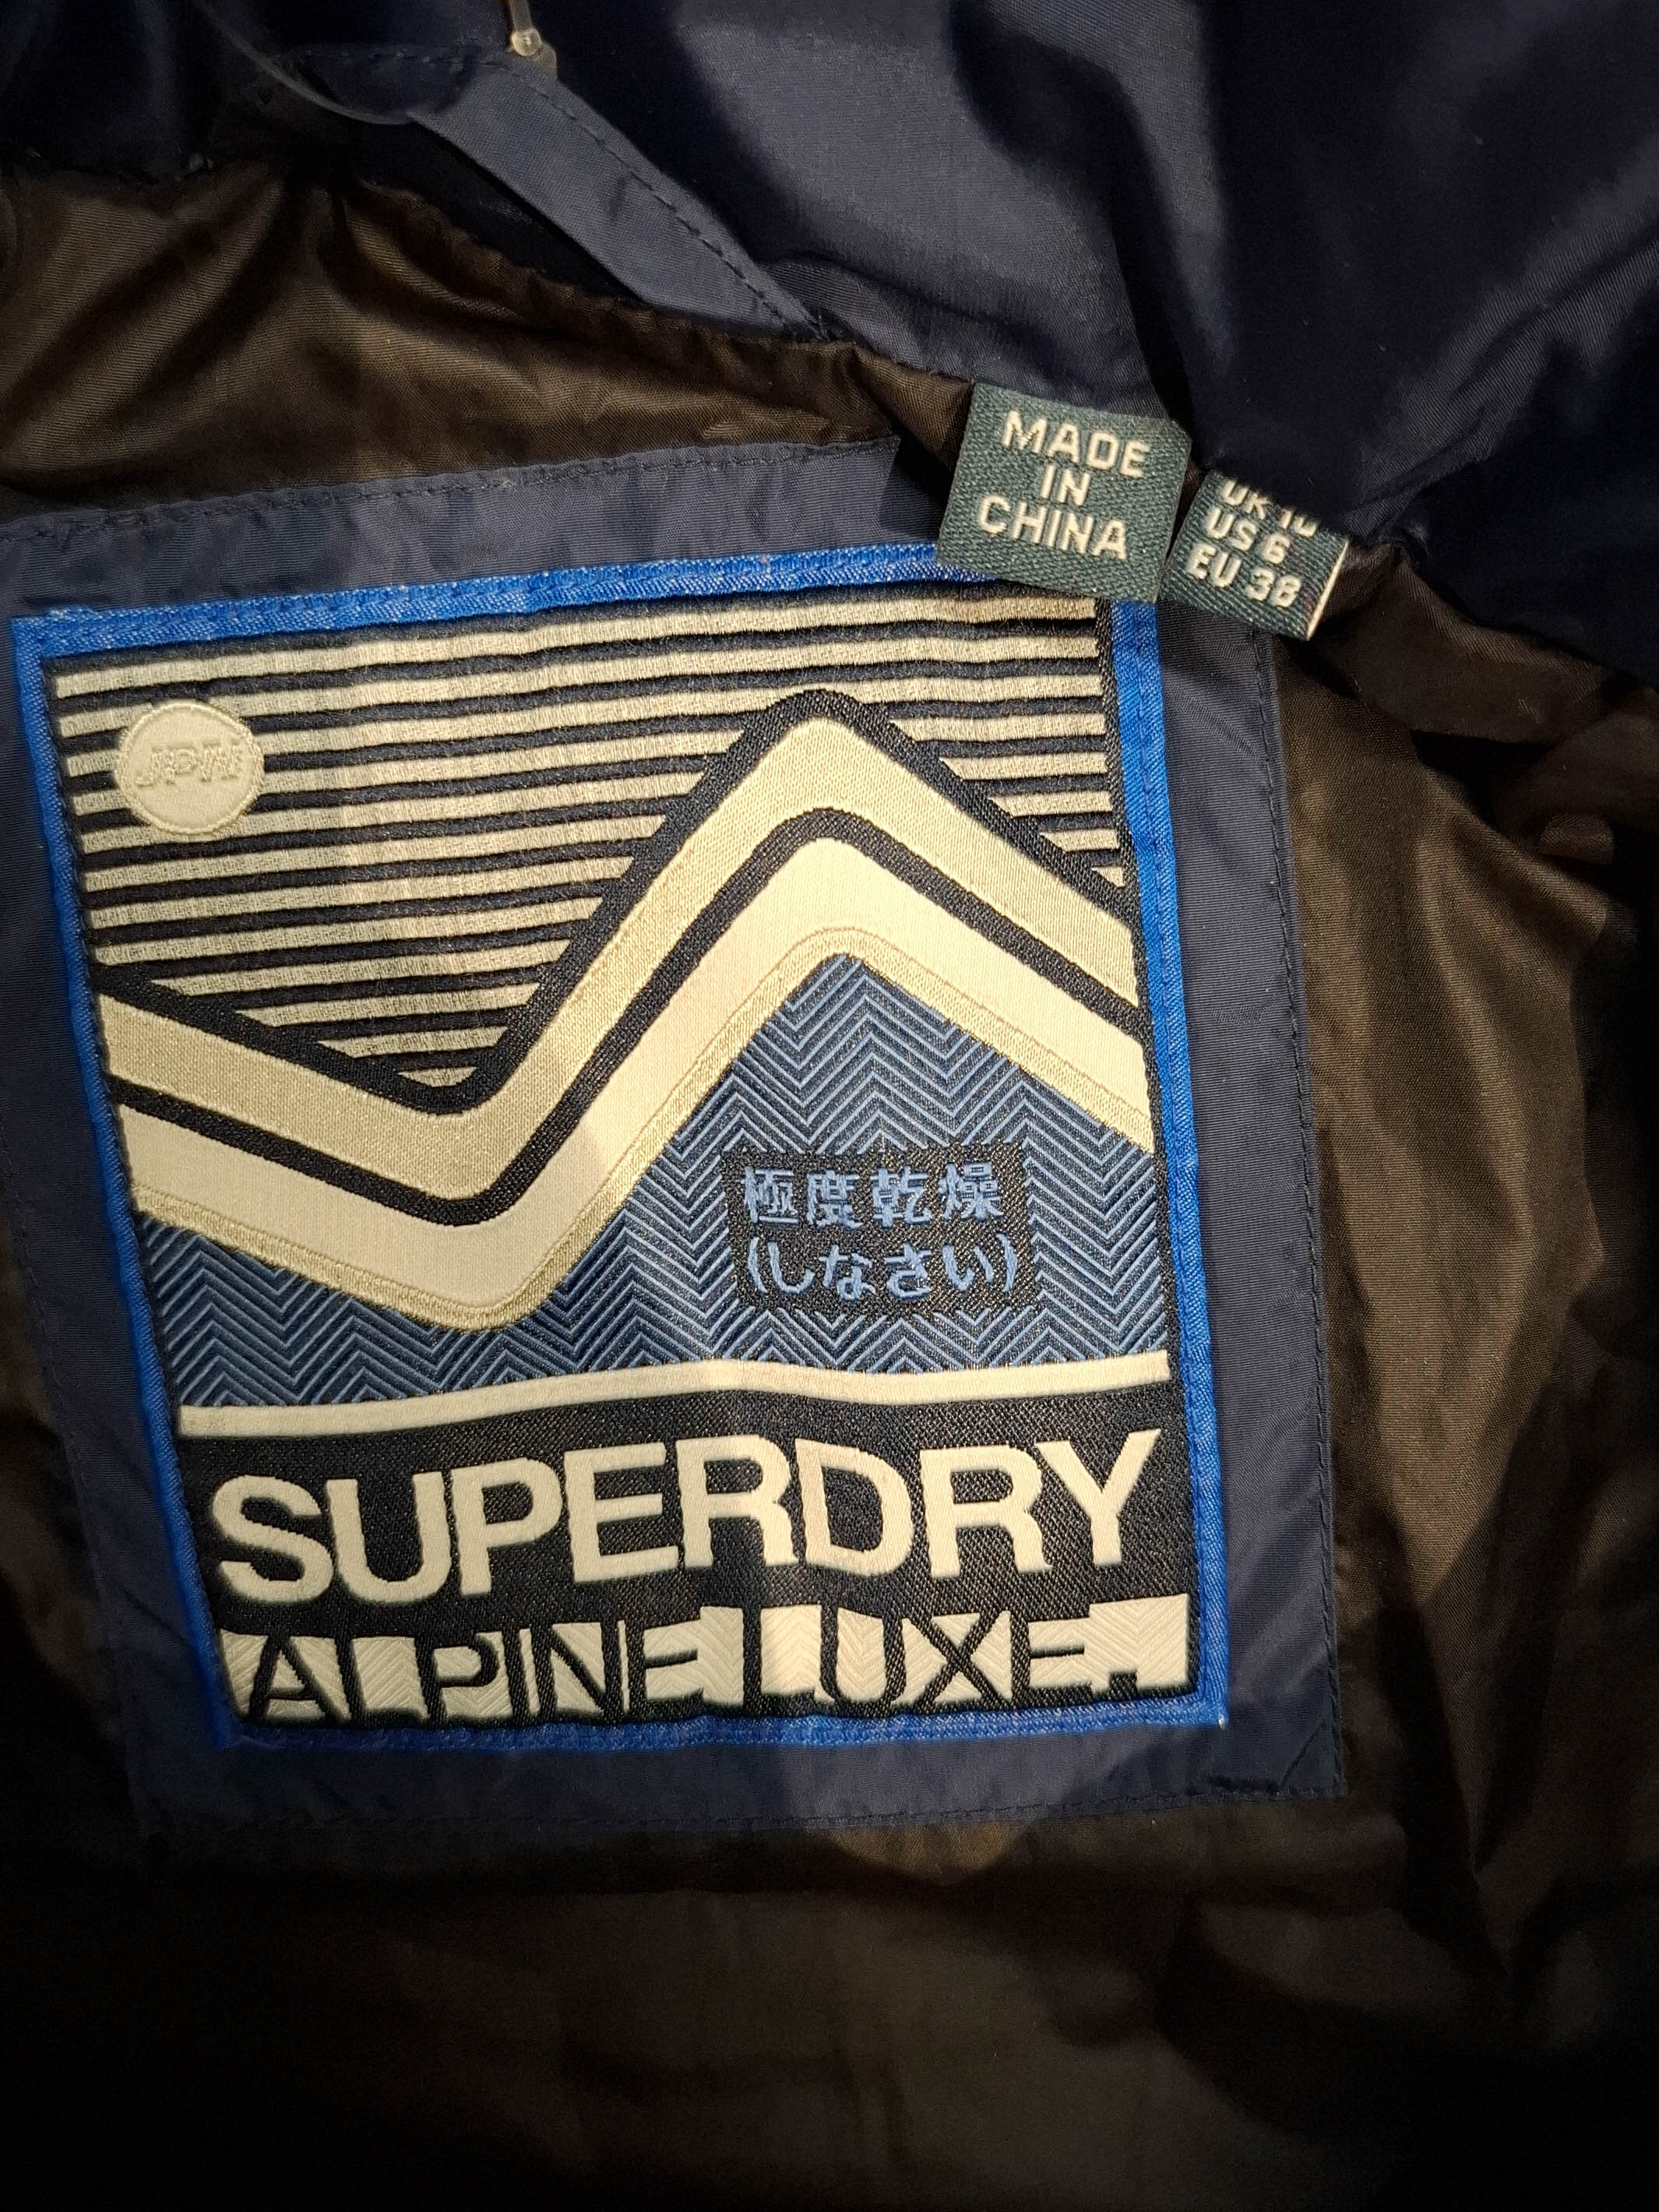 MADE
IN
CHINA
UK 10
US 6
EU 38
JPN
極度乾燥
(しなさい)
SUPERDRY
ALPINE LUXE.